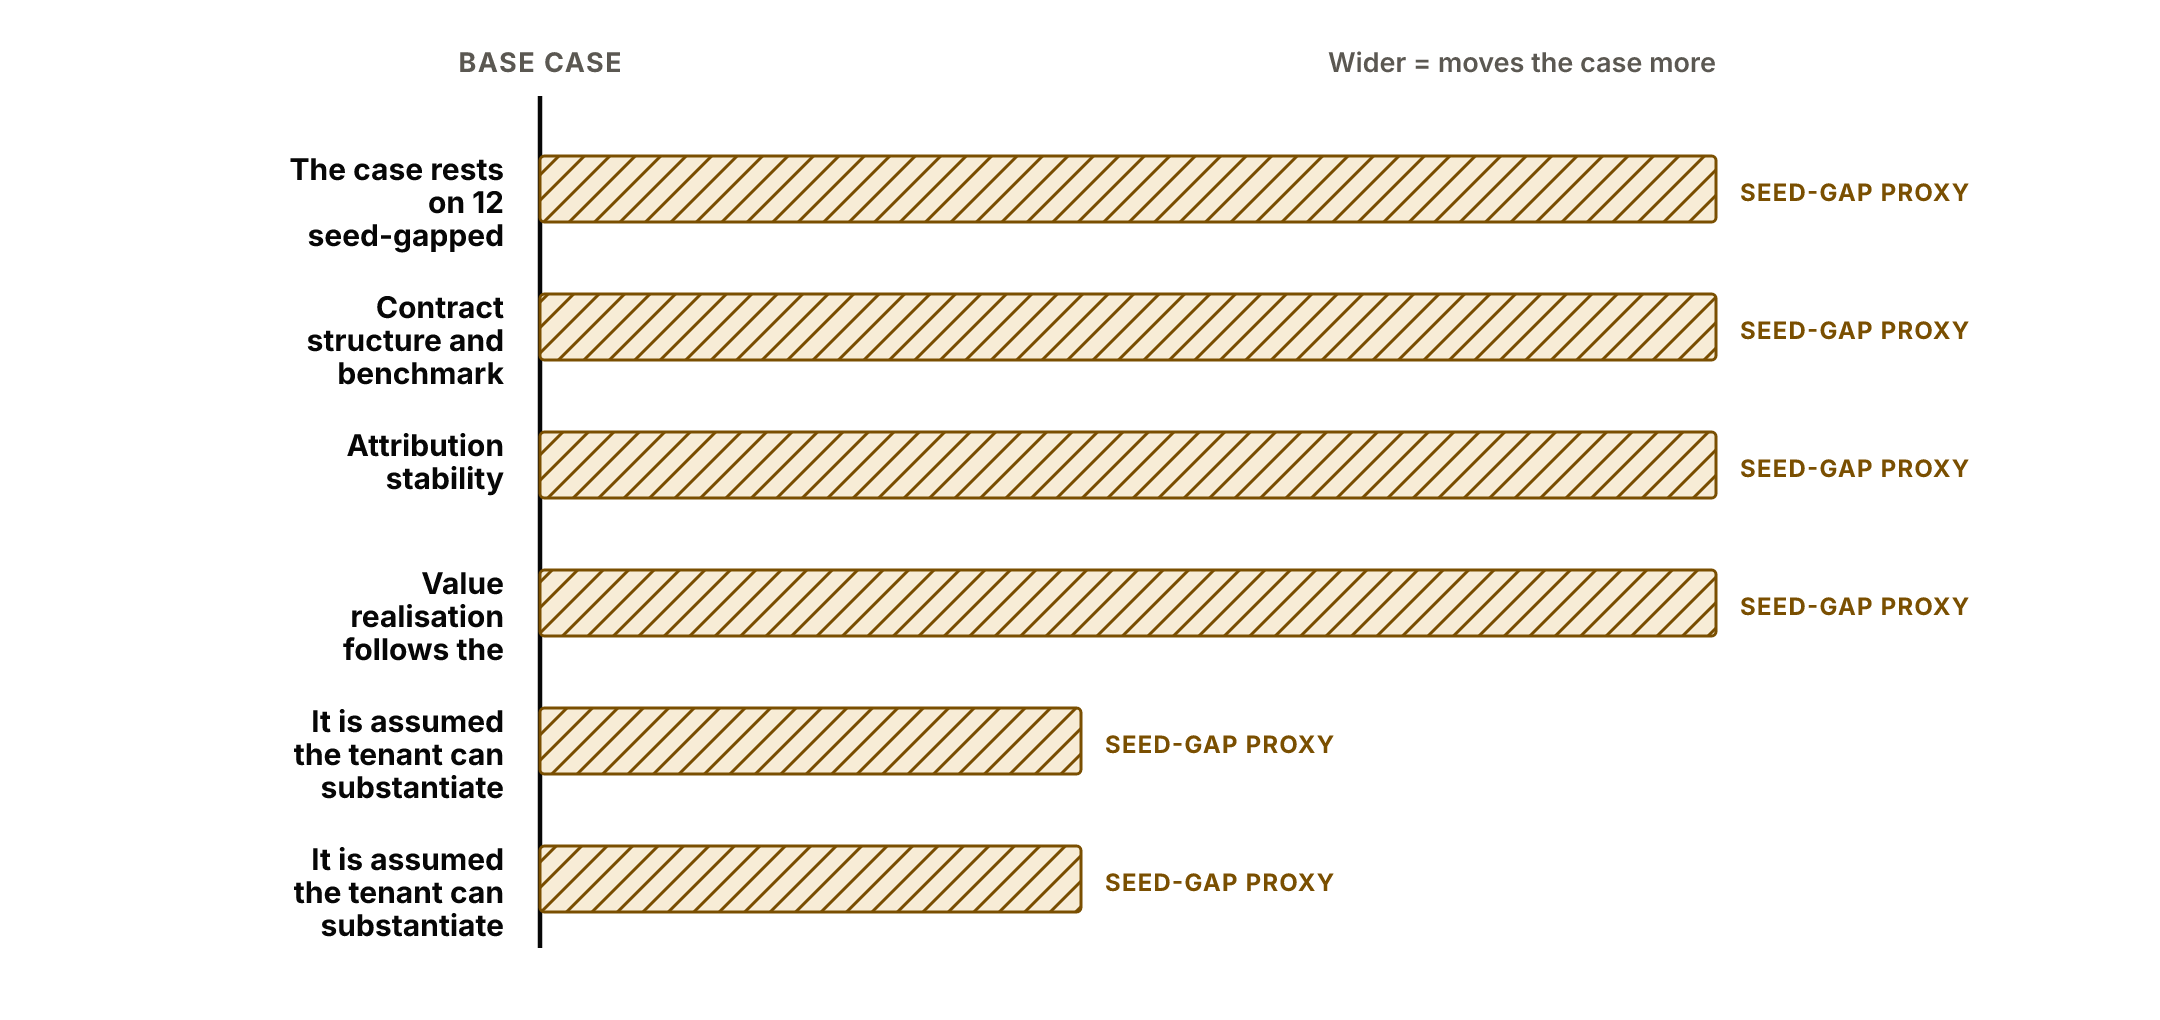 BASE CASE
Wider = moves the case more
The case rests
on 12
seed-gapped
SEED-GAP PROXY
Contract
structure and
benchmark
SEED-GAP PROXY
Attribution
stability
SEED-GAP PROXY
Value
realisation
follows the
SEED-GAP PROXY
It is assumed
the tenant can
substantiate
SEED-GAP PROXY
It is assumed
the tenant can
substantiate
SEED-GAP PROXY